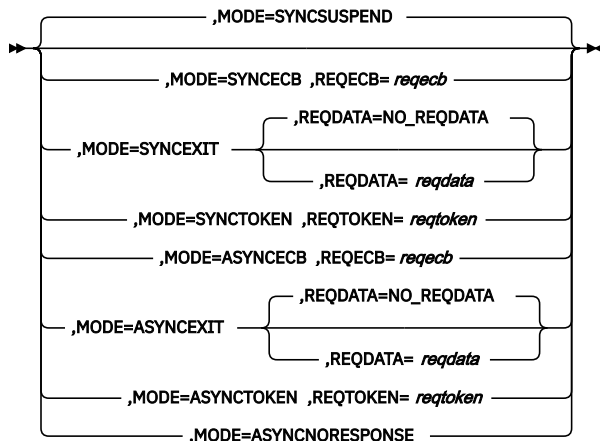 ,MODE=SYNCSUSPEND
,MODE=SYNCECB ,REQECB= reqecb
,REQDATA=NO_REQDATA
,MODE=SYNCEXIT
,REQDATA= reqdata
,MODE=SYNCTOKEN ,REQTOKEN= reqtoken
,MODE=ASYNCECB ,REQECB= reqecb
,REQDATA=NO_REQDATA
,MODE=ASYNCEXIT
,REQDATA= reqdata
,MODE=ASYNCTOKEN ,REQTOKEN= reqtoken
,MODE=ASYNCNORESPONSE